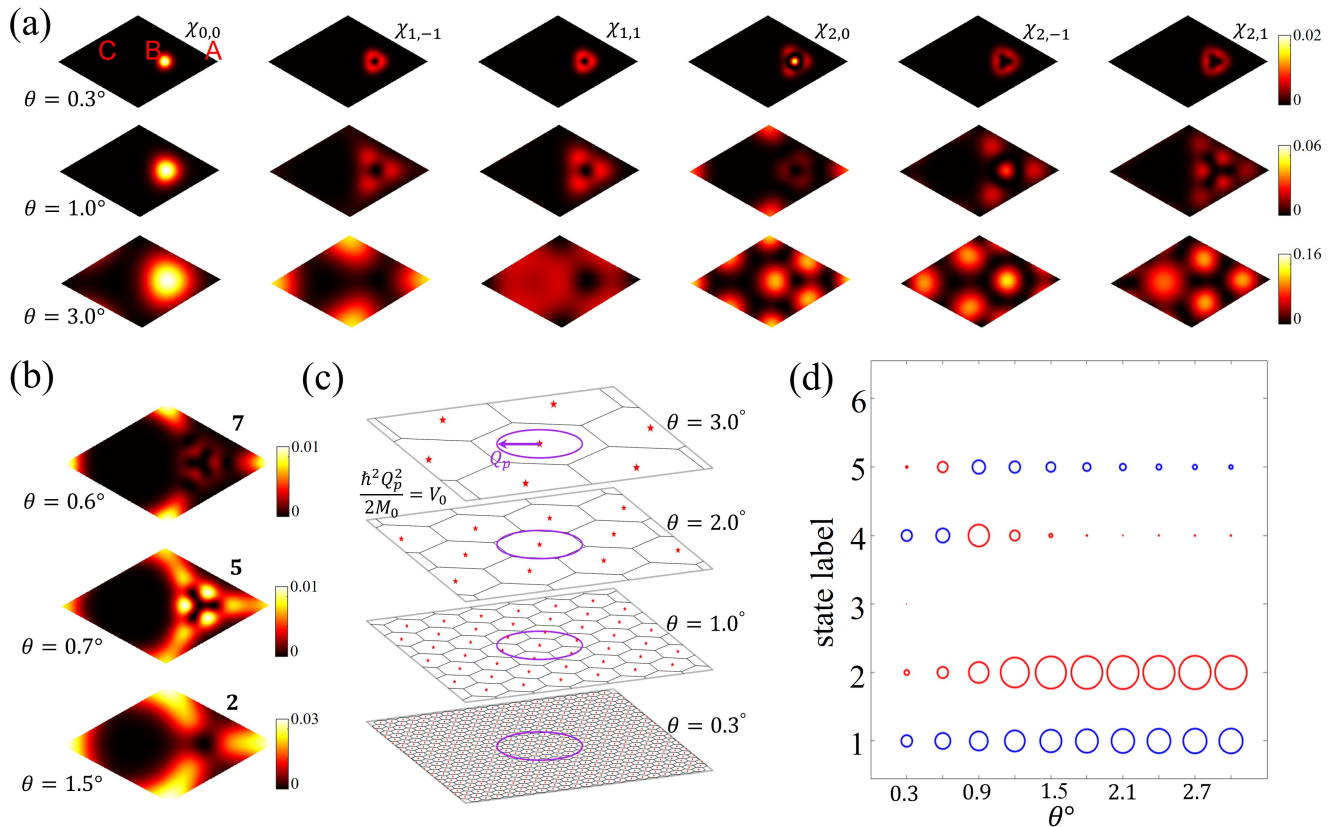 (a)
χ0,0
χ1,−1
χ1,1
χ2,0
χ2,−1
χ2,1
C B A
0.02
0
θ = 0.3°
0.06
0
θ = 1.0°
0.16
0
θ = 3.0°
(b)
7
0.01
0
θ = 0.6°
5
0.01
0
θ = 0.7°
2
0.03
0
θ = 1.5°
(c)
θ = 3.0°
Qp
ħ²Qp²/2M0 = V0
θ = 2.0°
θ = 1.0°
θ = 0.3°
(d)
state label
6
5
4
3
2
1
0.3 0.9 1.5 2.1 2.7
θ°